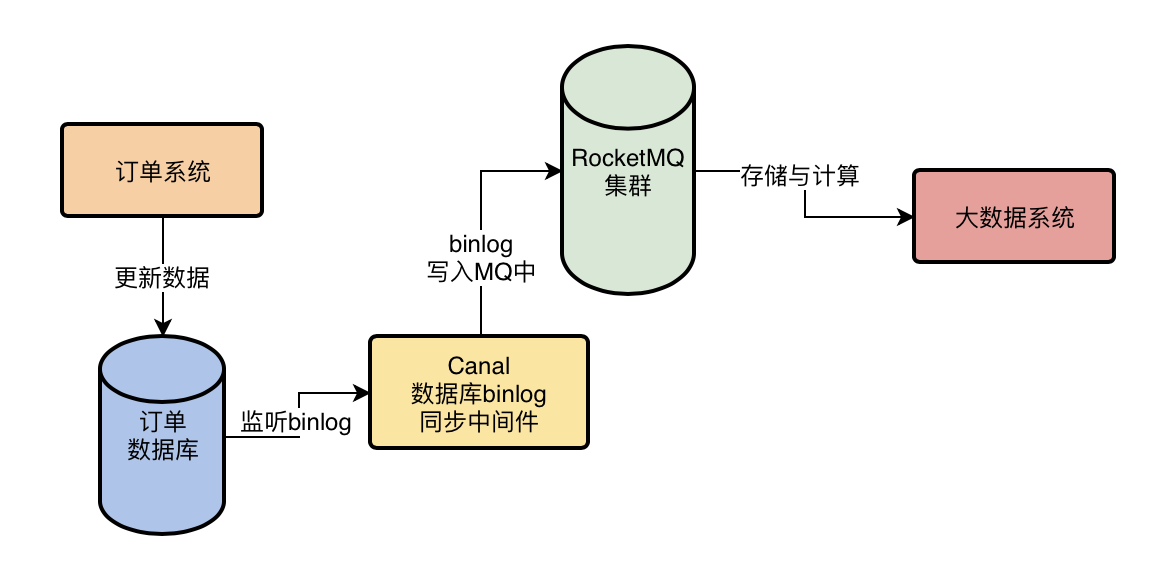 订单系统
更新数据
订单
数据库
监听binlog
Canal
数据库binlog
同步中间件
binlog
写入MQ中
RocketMQ
集群
存储与计算
大数据系统